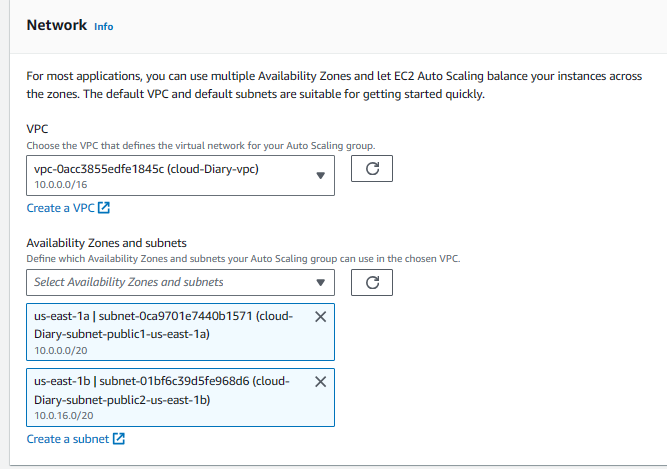 Network Info
For most applications, you can use multiple Availability Zones and let EC2 Auto Scaling balance your instances across
the zones. The default VPC and default subnets are suitable for getting started quickly.
VPC
Choose the VPC that defines the virtual network for your Auto Scaling group.
vpc-0acc3855edfe1845c (cloud-Diary-vpc)
10.0.0.0/16
Create a VPC
Availability Zones and subnets
Define which Availability Zones and subnets your Auto Scaling group can use in the chosen VPC.
Select Availability Zones and subnets
us-east-1a | subnet-0ca9701e7440b1571 (cloud-
Diary-subnet-public1-us-east-1a)
10.0.0.0/20
us-east-1b | subnet-01bf6c39d5fe968d6 (cloud-
Diary-subnet-public2-us-east-1b)
10.0.16.0/20
Create a subnet